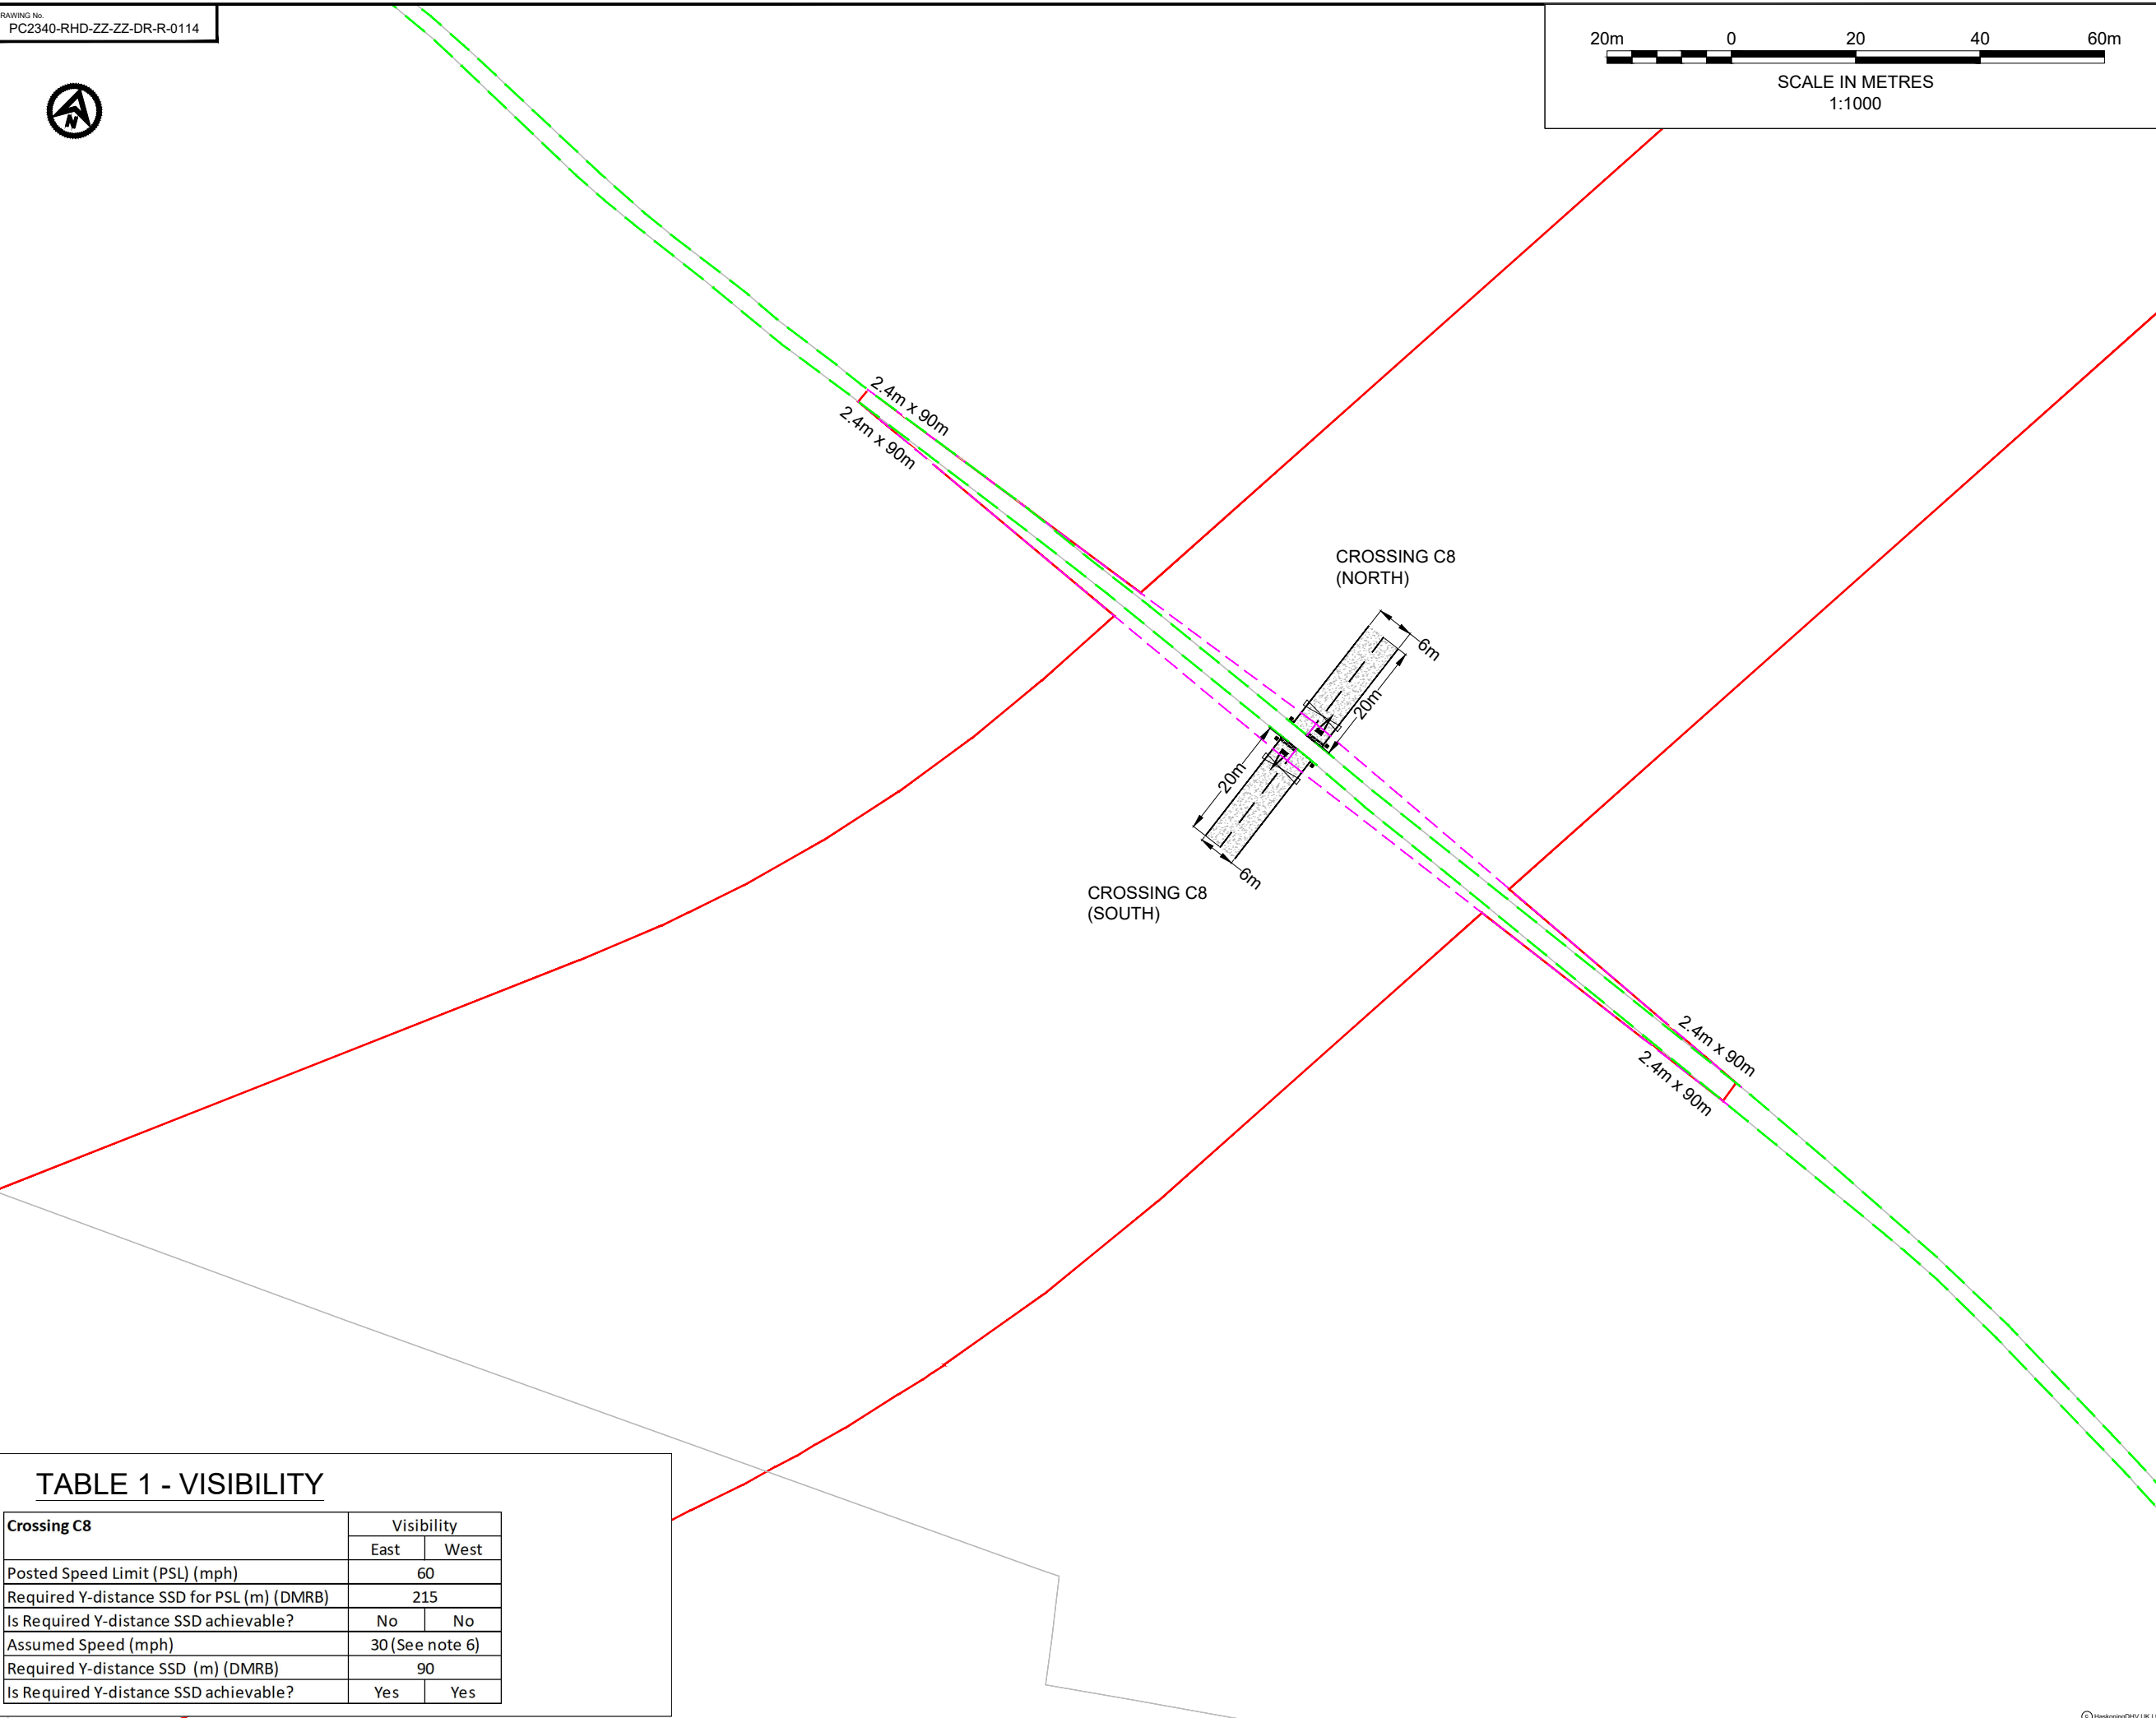 RAWING No.
PC2340-RHD-ZZ-ZZ-DR-R-0114
20m 0 20 40 60m
SCALE IN METRES
1:1000
N
2.4m x 90m
2.4m x 90m
CROSSING C8
(NORTH)
6m
20m
20m
6m
CROSSING C8
(SOUTH)
2.4m x 90m
2.4m x 90m
TABLE 1 - VISIBILITY
Crossing C8 Visibility
East West
Posted Speed Limit (PSL) (mph) 60
Required Y-distance SSD for PSL (m) (DMRB) 215
Is Required Y-distance SSD achievable? No No
Assumed Speed (mph) 30 (See note 6)
Required Y-distance SSD (m) (DMRB) 90
Is Required Y-distance SSD achievable? Yes Yes
© HaskoningDHV UK